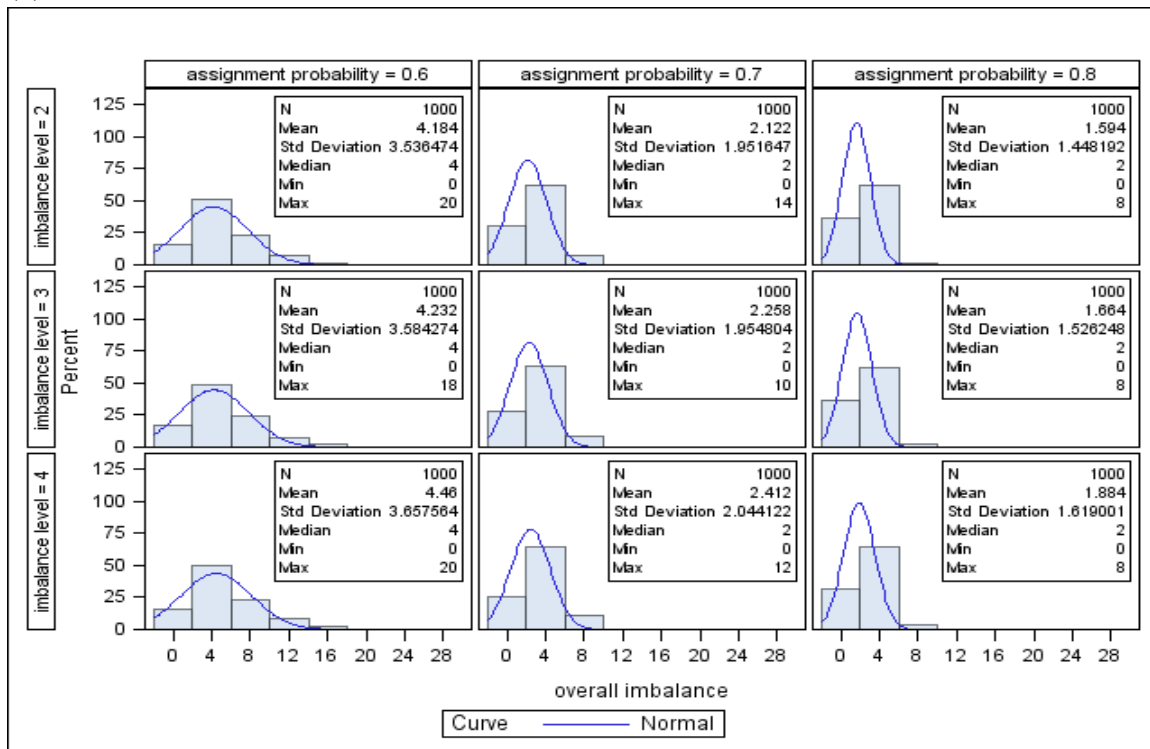 assignment probability = 0.6 assignment probability = 0.7 assignment probability = 0.8
imbalance level = 2
125
100
75
50
25
0
N 1000
Mean 4.184
Std Deviation 3.536474
Median 4
Min 0
Max 20
N 1000
Mean 2.122
Std Deviation 1.951647
Median 2
Min 0
Max 14
N 1000
Mean 1.594
Std Deviation 1.448192
Median 2
Min 0
Max 8
imbalance level = 3
Percent
125
100
75
50
25
0
N 1000
Mean 4.232
Std Deviation 3.584274
Median 4
Min 0
Max 18
N 1000
Mean 2.258
Std Deviation 1.954804
Median 2
Min 0
Max 10
N 1000
Mean 1.664
Std Deviation 1.526248
Median 2
Min 0
Max 8
imbalance level = 4
125
100
75
50
25
0
N 1000
Mean 4.46
Std Deviation 3.657564
Median 4
Min 0
Max 20
N 1000
Mean 2.412
Std Deviation 2.044122
Median 2
Min 0
Max 12
N 1000
Mean 1.884
Std Deviation 1.619001
Median 2
Min 0
Max 8
0 4 8 12 16 20 24 28 0 4 8 12 16 20 24 28 0 4 8 12 16 20 24 28
overall imbalance
Curve Normal